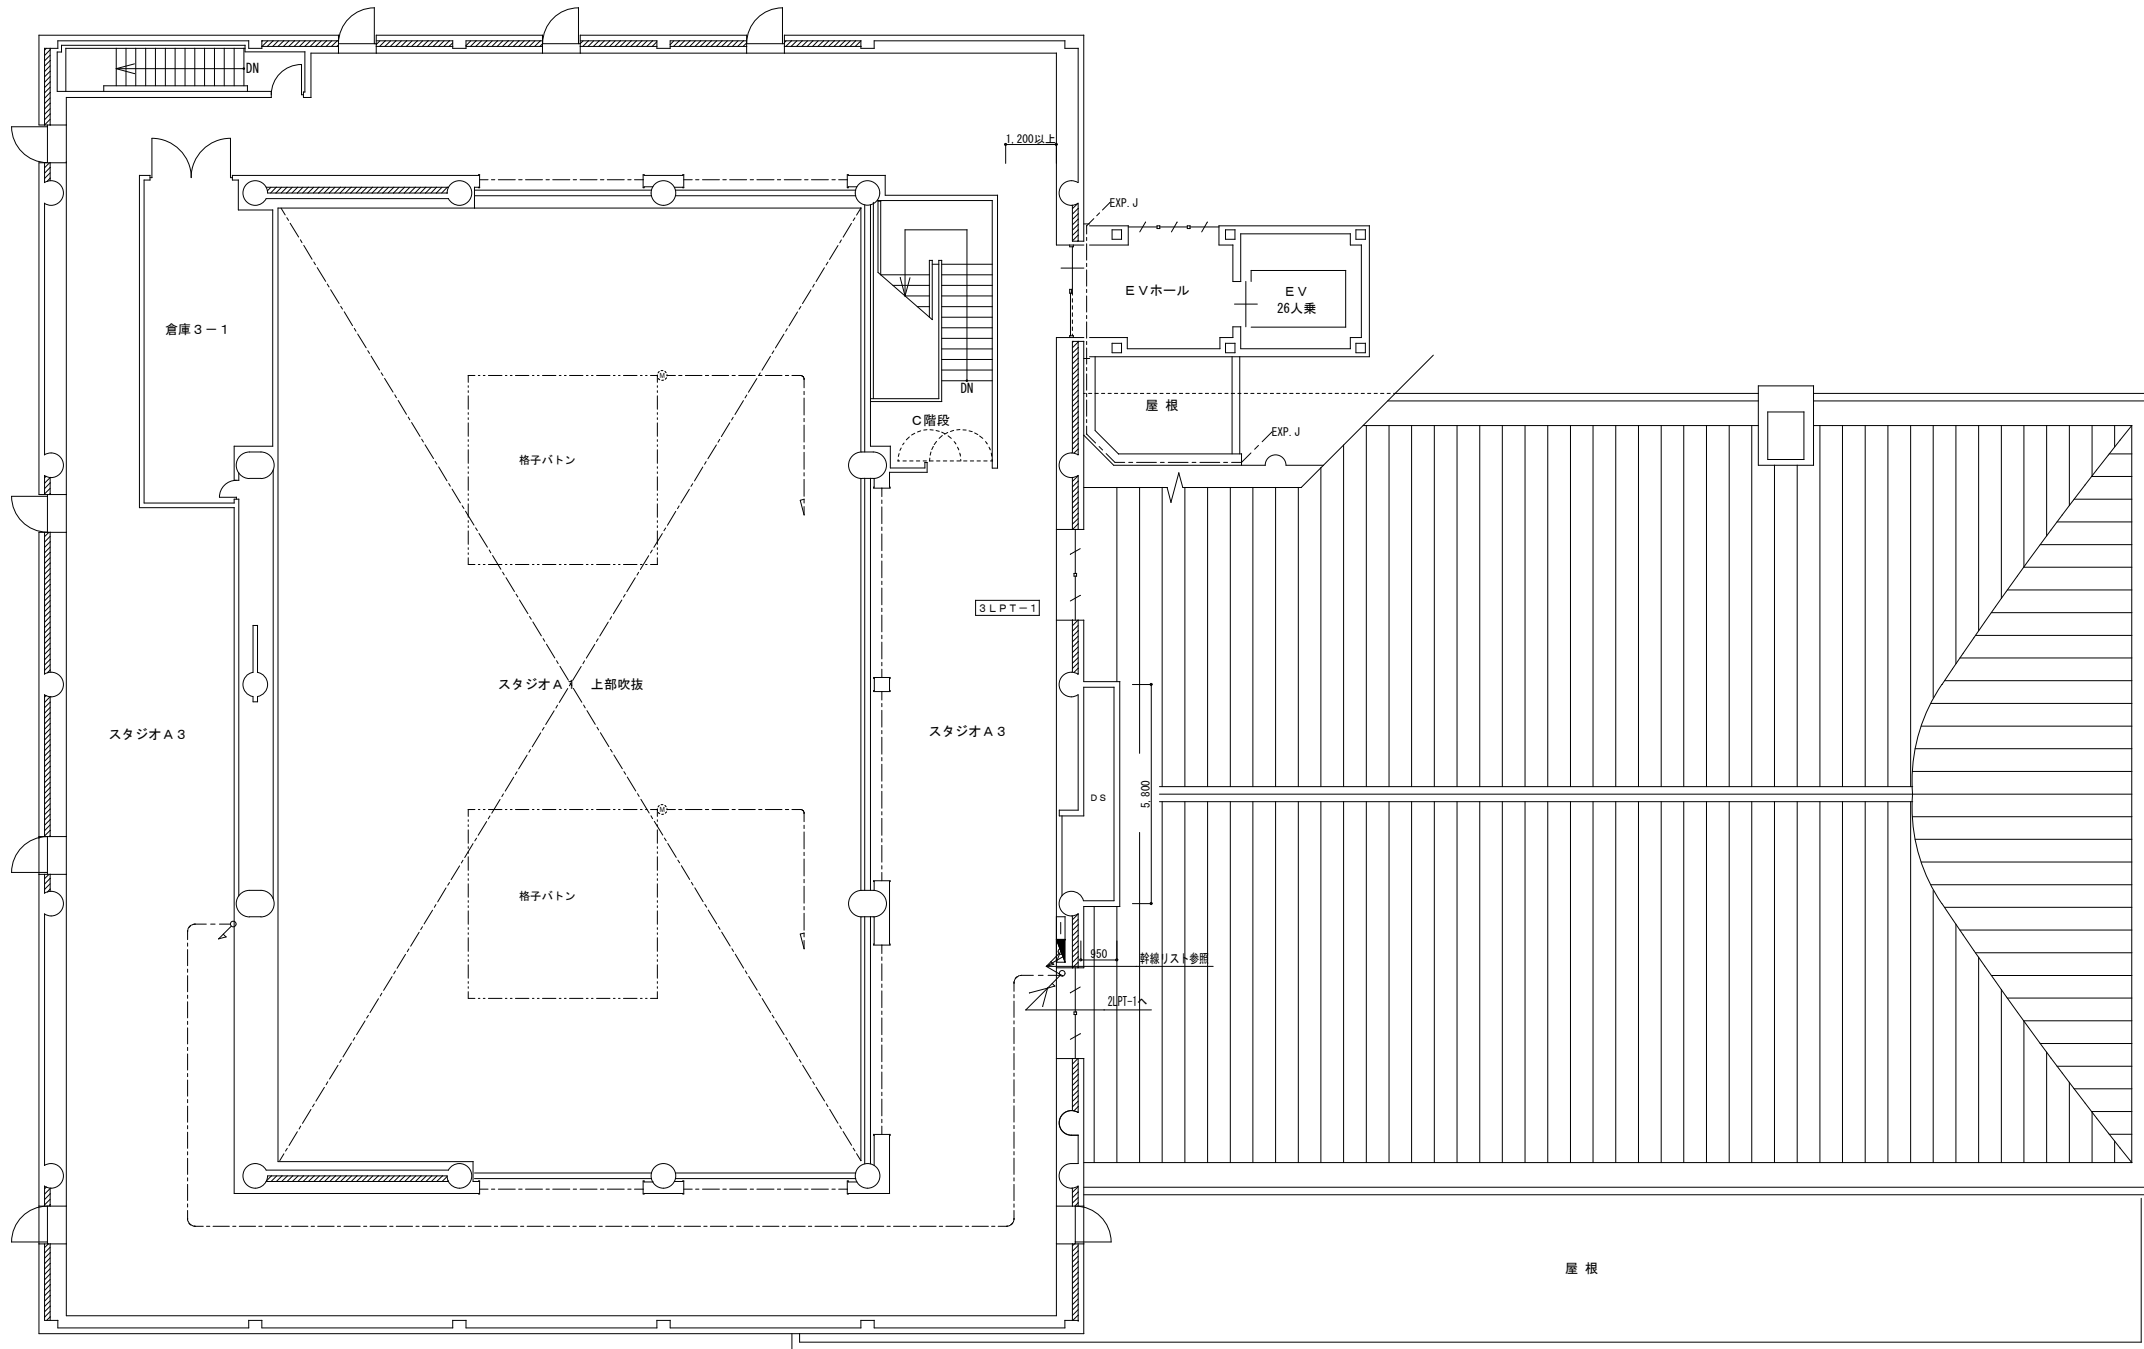 DN
1,200以上
EXP.J
EVホール
EV
26人乗
倉庫3-1
DN
屋 根
C階段
EXP.J
格子バトン
M
3LPT-1
スタジオA1 上部吹抜
スタジオA3
スタジオA3
5,800
DS
M
格子バトン
950
幹線リスト参照
2LPT-1へ
屋 根